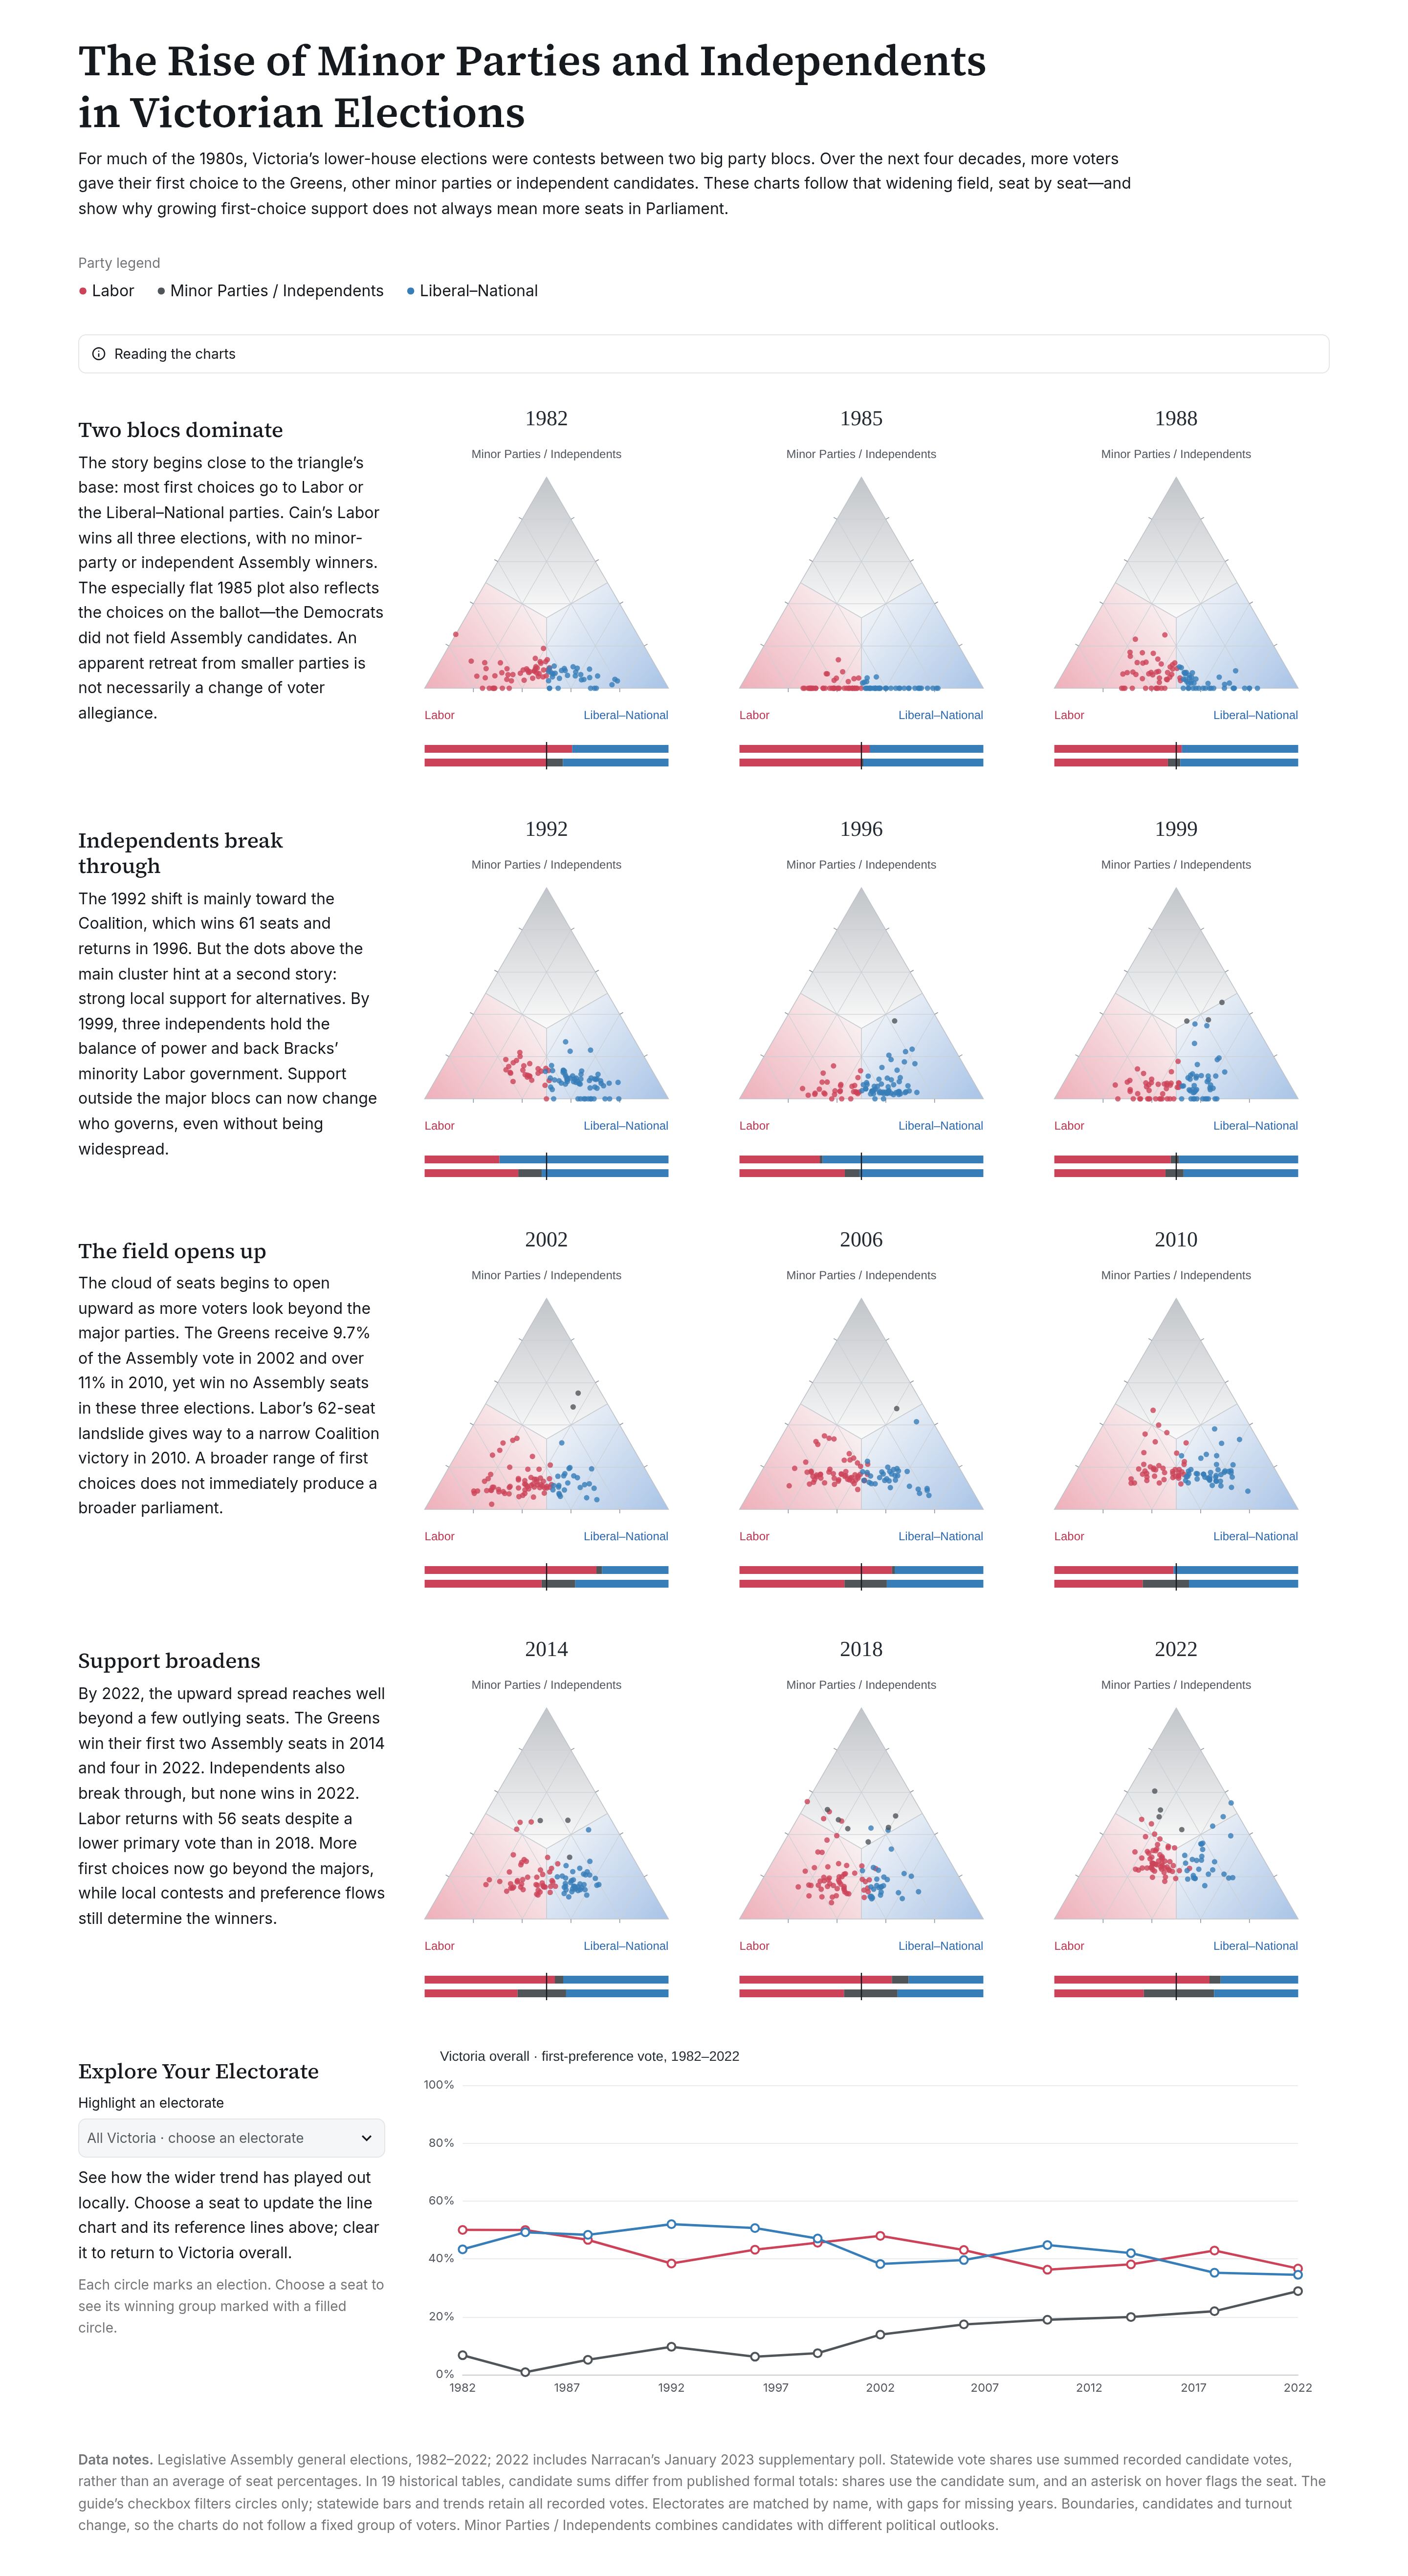 The Rise of Minor Parties and Independents
in Victorian Elections
For much of the 1980s, Victoria’s lower-house elections were contests between two big party blocs. Over the next four decades, more voters
gave their first choice to the Greens, other minor parties or independent candidates. These charts follow that widening field, seat by seat—and
show why growing first-choice support does not always mean more seats in Parliament.
Party legend
Labor Minor Parties / Independents Liberal–National
Reading the charts
Two blocs dominate
The story begins close to the triangle’s
base: most first choices go to Labor or
the Liberal–National parties. Cain’s Labor
wins all three elections, with no minor-
party or independent Assembly winners.
The especially flat 1985 plot also reflects
the choices on the ballot—the Democrats
did not field Assembly candidates. An
apparent retreat from smaller parties is
not necessarily a change of voter
allegiance.
1982
Minor Parties / Independents
Labor Liberal–National
1985
Minor Parties / Independents
Labor Liberal–National
1988
Minor Parties / Independents
Labor Liberal–National
Independents break
through
The 1992 shift is mainly toward the
Coalition, which wins 61 seats and
returns in 1996. But the dots above the
main cluster hint at a second story:
strong local support for alternatives. By
1999, three independents hold the
balance of power and back Bracks’
minority Labor government. Support
outside the major blocs can now change
who governs, even without being
widespread.
1992
Minor Parties / Independents
Labor Liberal–National
1996
Minor Parties / Independents
Labor Liberal–National
1999
Minor Parties / Independents
Labor Liberal–National
The field opens up
The cloud of seats begins to open
upward as more voters look beyond the
major parties. The Greens receive 9.7%
of the Assembly vote in 2002 and over
11% in 2010, yet win no Assembly seats
in these three elections. Labor’s 62-seat
landslide gives way to a narrow Coalition
victory in 2010. A broader range of first
choices does not immediately produce a
broader parliament.
2002
Minor Parties / Independents
Labor Liberal–National
2006
Minor Parties / Independents
Labor Liberal–National
2010
Minor Parties / Independents
Labor Liberal–National
Support broadens
By 2022, the upward spread reaches well
beyond a few outlying seats. The Greens
win their first two Assembly seats in 2014
and four in 2022. Independents also
break through, but none wins in 2022.
Labor returns with 56 seats despite a
lower primary vote than in 2018. More
first choices now go beyond the majors,
while local contests and preference flows
still determine the winners.
2014
Minor Parties / Independents
Labor Liberal–National
2018
Minor Parties / Independents
Labor Liberal–National
2022
Minor Parties / Independents
Labor Liberal–National
Explore Your Electorate
Highlight an electorate
All Victoria · choose an electorate
See how the wider trend has played out
locally. Choose a seat to update the line
chart and its reference lines above; clear
it to return to Victoria overall.
Each circle marks an election. Choose a seat to
see its winning group marked with a filled
circle.
Victoria overall · first-preference vote, 1982–2022
100%
80%
60%
40%
20%
0%
1982 1987 1992 1997 2002 2007 2012 2017 2022
Data notes. Legislative Assembly general elections, 1982–2022; 2022 includes Narracan’s January 2023 supplementary poll. Statewide vote shares use summed recorded candidate votes,
rather than an average of seat percentages. In 19 historical tables, candidate sums differ from published formal totals: shares use the candidate sum, and an asterisk on hover flags the seat. The
guide’s checkbox filters circles only; statewide bars and trends retain all recorded votes. Electorates are matched by name, with gaps for missing years. Boundaries, candidates and turnout
change, so the charts do not follow a fixed group of voters. Minor Parties / Independents combines candidates with different political outlooks.